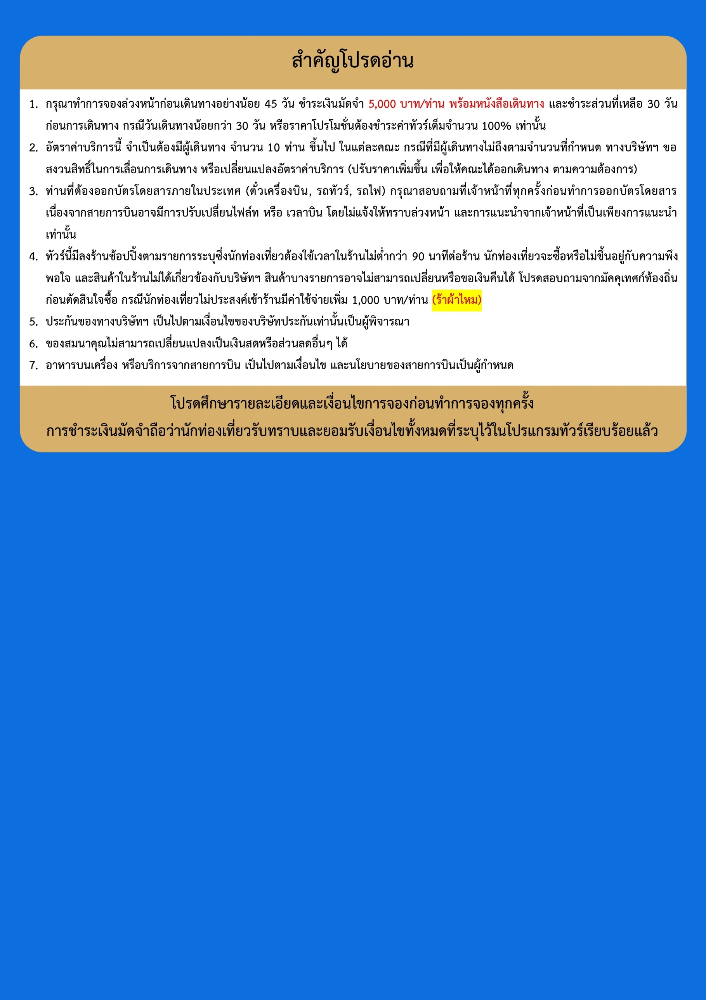 สำคัญโปรดอ่าน
1. กรุณาทำการจองล่วงหน้าก่อนเดินทางอย่างน้อย 45 วัน ชำระเงินมัดจำ 5,000 บาท/ท่าน พร้อมหนังสือเดินทาง และชำระส่วนที่เหลือ 30 วัน
ก่อนการเดินทาง กรณีวันเดินทางน้อยกว่า 30 วัน หรือราคาโปรโมชั่นต้องชำระค่าทัวร์เต็มจำนวน 100% เท่านั้น
2. อัตราค่าบริการนี้ จำเป็นต้องมีผู้เดินทาง จำนวน 10 ท่าน ขึ้นไป ในแต่ละคณะ กรณีที่มีผู้เดินทางไม่ถึงตามจำนวนที่กำหนด ทางบริษัทฯ ขอ
สงวนสิทธิ์ในการเลื่อนการเดินทาง หรือเปลี่ยนแปลงอัตราค่าบริการ (ปรับราคาเพิ่มขึ้น เพื่อให้คณะได้ออกเดินทาง ตามความต้องการ)
3. ท่านที่ต้องออกบัตรโดยสารภายในประเทศ (ตั๋วเครื่องบิน, รถทัวร์, รถไฟ) กรุณาสอบถามที่เจ้าหน้าที่ทุกครั้งก่อนทำการออกบัตรโดยสาร
เนื่องจากสายการบินอาจมีการปรับเปลี่ยนไฟล์ท หรือ เวลาบิน โดยไม่แจ้งให้ทราบล่วงหน้า และการแนะนำจากเจ้าหน้าที่เป็นเพียงการแนะนำ
เท่านั้น
4. ทัวร์นี้มีลงร้านช้อปปิ้งตามรายการระบุซึ่งนักท่องเที่ยวต้องใช้เวลาในร้านไม่ต่ำกว่า 90 นาทีต่อร้าน นักท่องเที่ยวจะซื้อหรือไม่ขึ้นอยู่กับความพึง
พอใจ และสินค้าในร้านไม่ได้เกี่ยวข้องกับบริษัทฯ สินค้าบางรายการอาจไม่สามารถเปลี่ยนหรือขอเงินคืนได้ โปรดสอบถามจากมัคคุเทศก์ท้องถิ่น
ก่อนตัดสินใจซื้อ กรณีนักท่องเที่ยวไม่ประสงค์เข้าร้านมีค่าใช้จ่ายเพิ่ม 1,000 บาท/ท่าน (ร้าผ้าไหม)
5. ประกันของทางบริษัทฯ เป็นไปตามเงื่อนไขของบริษัทประกันเท่านั้นเป็นผู้พิจารณา
6. ของสมนาคุณไม่สามารถเปลี่ยนแปลงเป็นเงินสดหรือส่วนลดอื่นๆ ได้
7. อาหารบนเครื่อง หรือบริการจากสายการบิน เป็นไปตามเงื่อนไข และนโยบายของสายการบินเป็นผู้กำหนด
โปรดศึกษารายละเอียดและเงื่อนไขการจองก่อนทำการจองทุกครั้ง
การชำระเงินมัดจำถือว่านักท่องเที่ยวรับทราบและยอมรับเงื่อนไขทั้งหมดที่ระบุไว้ในโปรแกรมทัวร์เรียบร้อยแล้ว